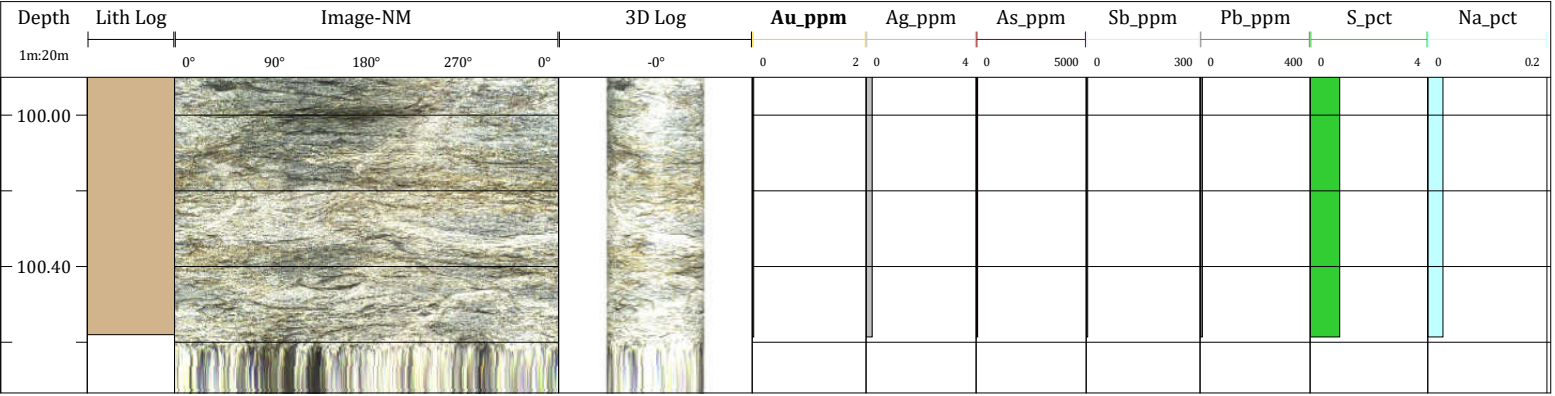 Depth Lith Log Image-NM 3D Log Au_ppm Ag_ppm As_ppm Sb_ppm Pb_ppm S_pct Na_pct
1m:20m 0° 90° 180° 270° 0° -0° 0 2 0 4 0 5000 0 300 0 400 0 4 0 0.2
100.00
100.40